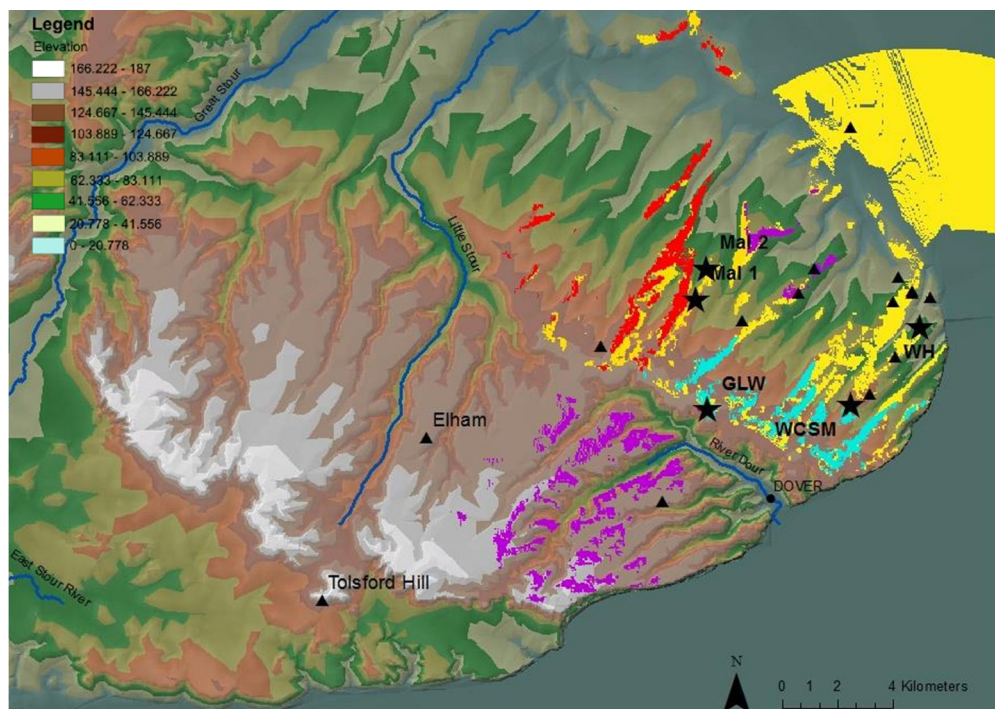 Legend
Elevation
166.222 - 187
145.444 - 166.222
124.667 - 145.444
103.889 - 124.667
83.111 - 103.889
62.333 - 83.111
41.556 - 62.333
20.778 - 41.556
0 - 20.778
Great Stour
Little Stour
Mal 2
Mal 1
WH
GLW
WCSM
Elham
River Dour
DOVER
East Stour River
Tolsford Hill
N
0 1 2 4 Kilometers